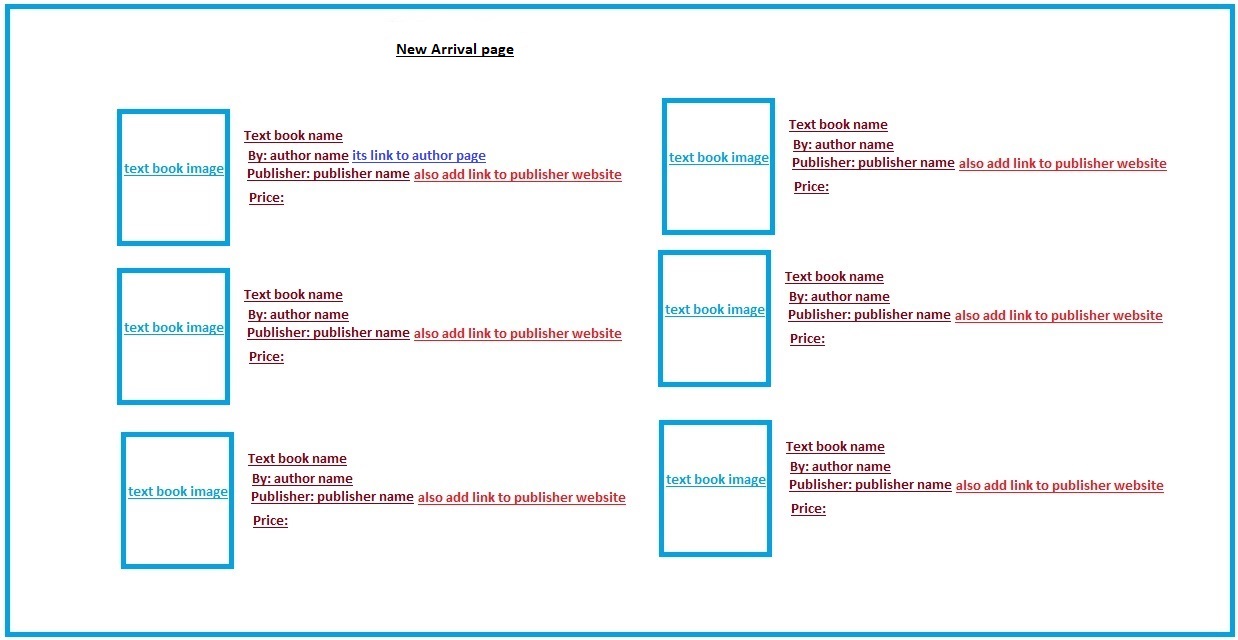 New Arrival page
text book image
Text book name
By: author name its link to author page
Publisher: publisher name also add link to publisher website
Price:
text book image
Text book name
By: author name
Publisher: publisher name also add link to publisher website
Price:
text book image
Text book name
By: author name
Publisher: publisher name also add link to publisher website
Price:
text book image
Text book name
By: author name
Publisher: publisher name also add link to publisher website
Price:
text book image
Text book name
By: author name
Publisher: publisher name also add link to publisher website
Price:
text book image
Text book name
By: author name
Publisher: publisher name also add link to publisher website
Price: